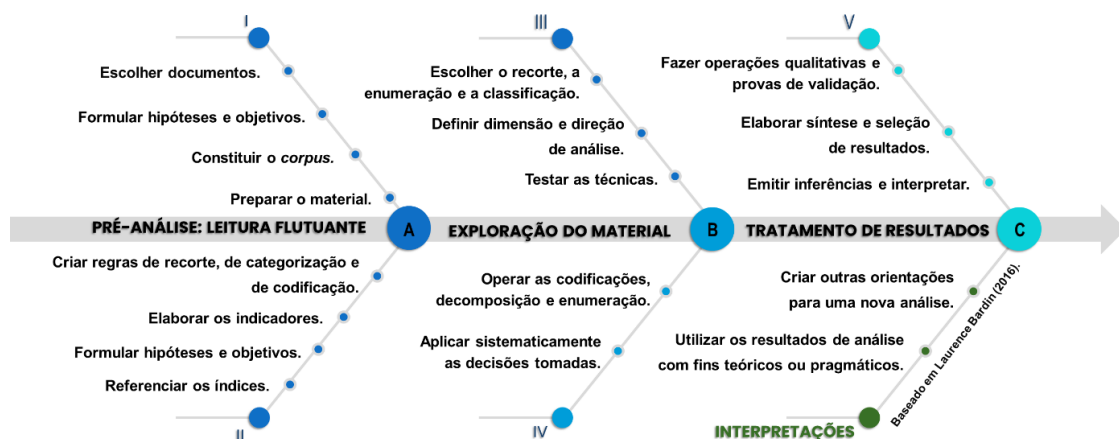 I
Escolher documentos.
Formular hipóteses e objetivos.
Constituir o corpus.
Preparar o material.
III
Escolher o recorte, a
enumeração e a classificação.
Definir dimensão e direção
de análise.
Testar as técnicas.
V
Fazer operações qualitativas e
provas de validação.
Elaborar síntese e seleção
de resultados.
Emitir inferências e interpretar.
PRÉ-ANÁLISE: LEITURA FLUTUANTE
A
EXPLORAÇÃO DO MATERIAL
B
TRATAMENTO DE RESULTADOS
C
Criar regras de recorte, de categorização e
de codificação.
Elaborar os indicadores.
Formular hipóteses e objetivos.
Referenciar os índices.
II
Operar as codificações,
decomposição e enumeração.
Aplicar sistematicamente
as decisões tomadas.
IV
Criar outras orientações
para uma nova análise.
Utilizar os resultados de análise
com fins teóricos ou pragmáticos.
INTERPRETAÇÕES
Baseado em Laurence Bardin (2016).